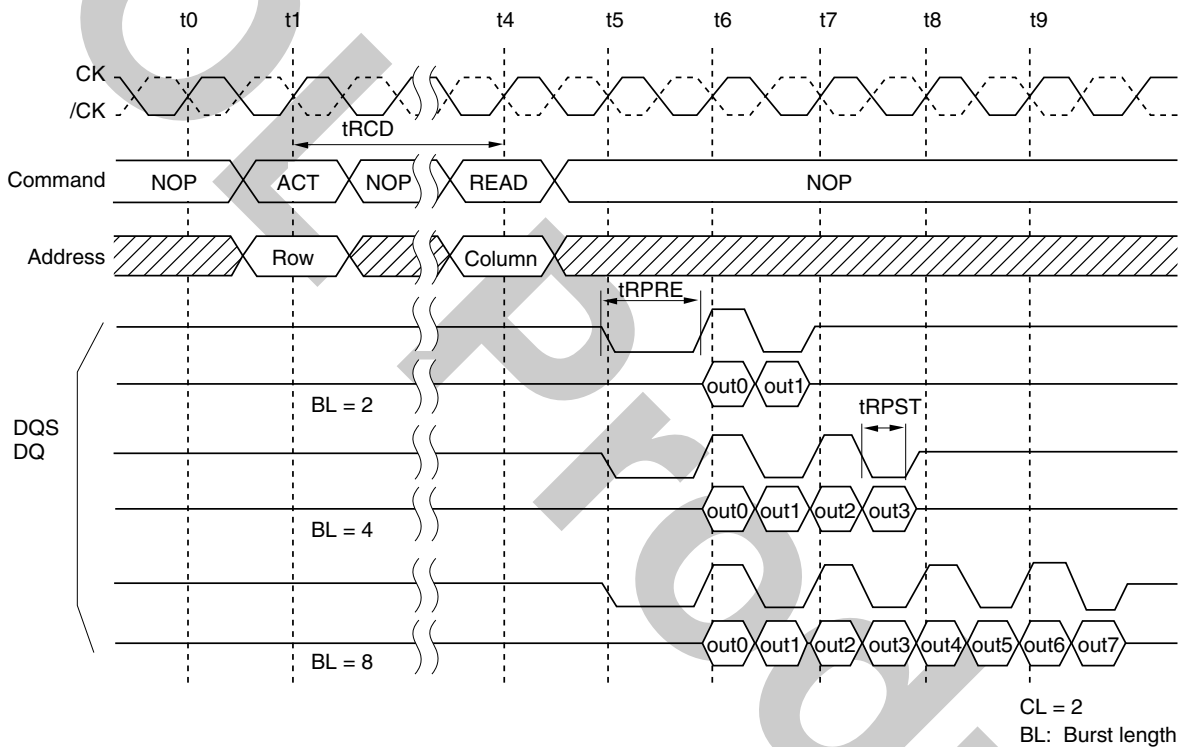 t0 t1 t4 t5 t6 t7 t8 t9
CK
/CK
tRCD
Command NOP ACT NOP READ NOP
Address Row Column
tRPRE
out0 out1
BL = 2
tRPST
DQS
DQ
out0 out1 out2 out3
BL = 4
out0 out1 out2 out3 out4 out5 out6 out7
BL = 8
CL = 2
BL: Burst length